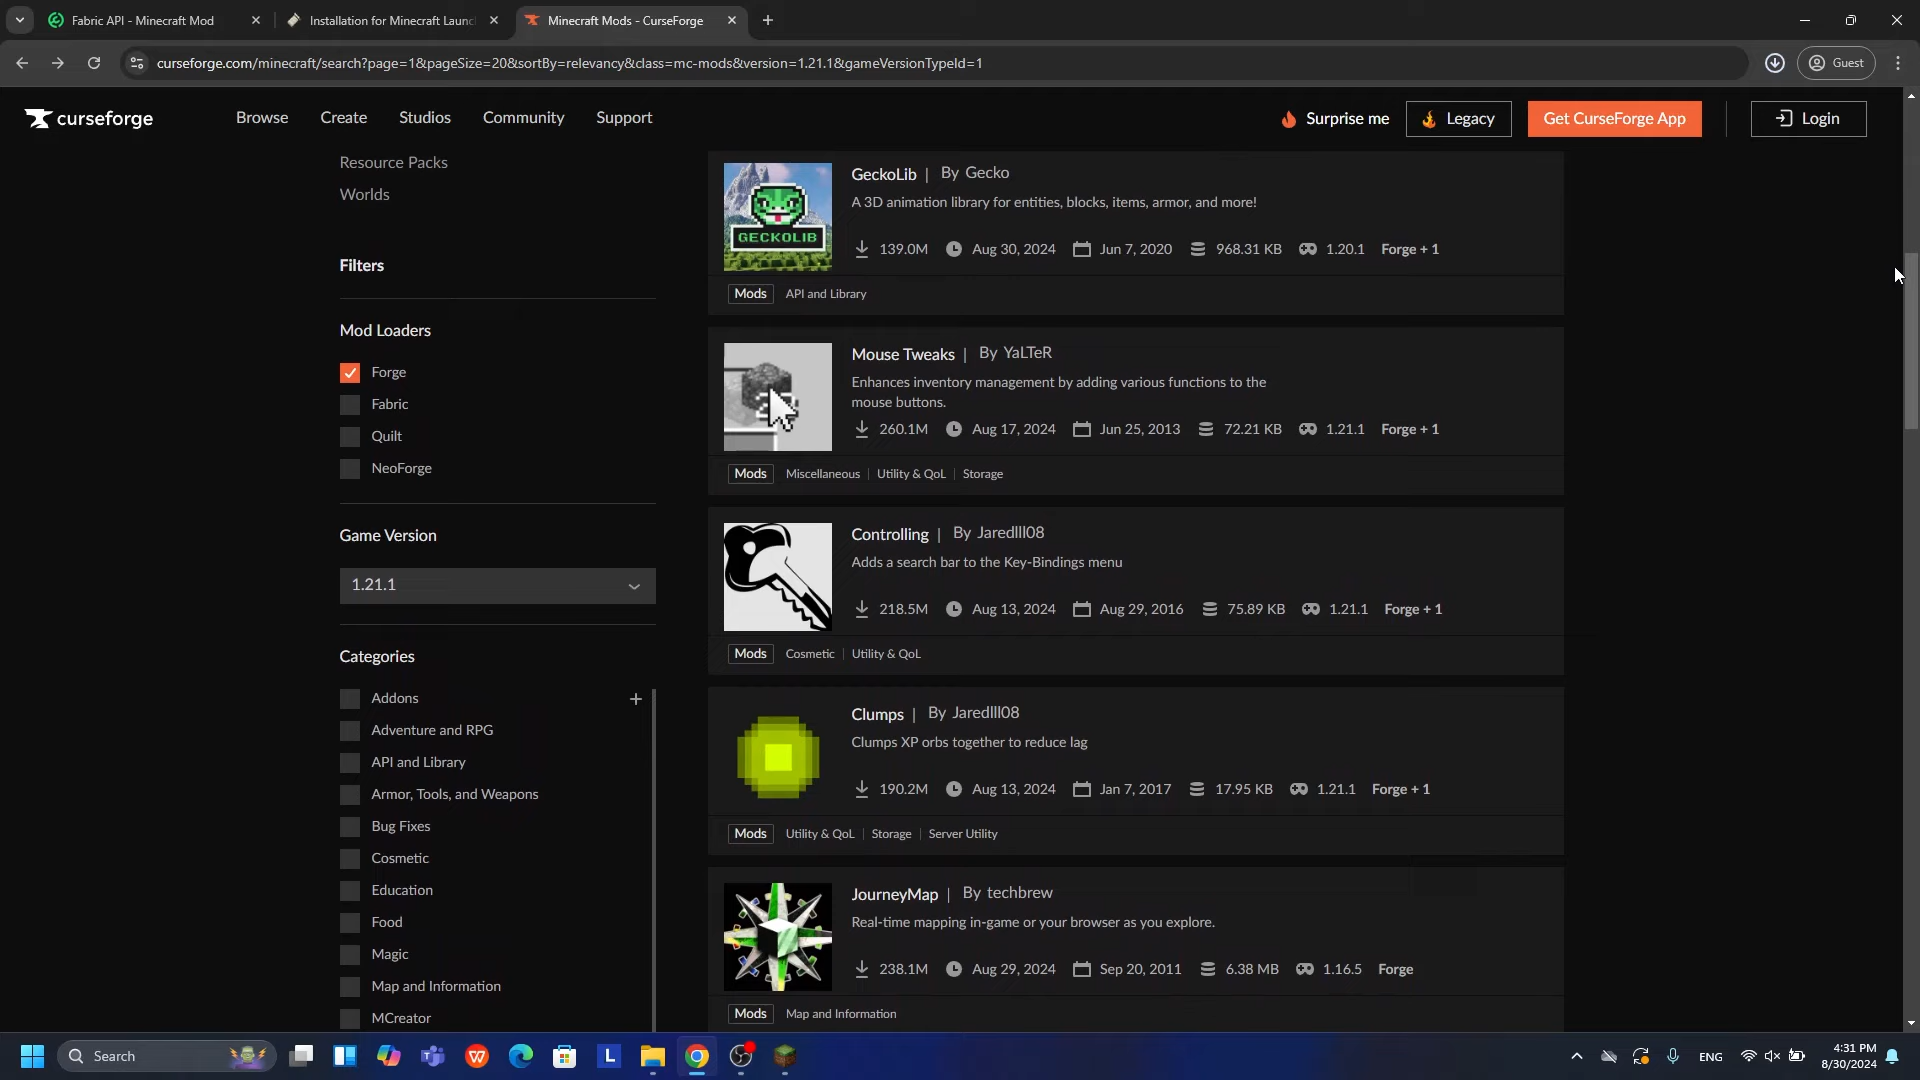 Fabric API - Minecraft Mod
Installation for Minecraft Launc
Minecraft Mods - CurseForge
curseforge.com/minecraft/search?page=1&pageSize=20&sortBy=relevancy&class=mc-mods&version=1.21.1&gameVersionTypeId=1
Guest
curseforge
Browse
Create
Studios
Community
Support
Surprise me
Legacy
Get CurseForge App
Login
Resource Packs
Worlds
Filters
Mod Loaders
Forge
Fabric
Quilt
NeoForge
Game Version
1.21.1
Categories
Addons
Adventure and RPG
API and Library
Armor, Tools, and Weapons
Bug Fixes
Cosmetic
Education
Food
Magic
Map and Information
MCreator
GECKOLIB
GeckoLib | By Gecko
A 3D animation library for entities, blocks, items, armor, and more!
139.0M Aug 30, 2024 Jun 7, 2020 968.31 KB 1.20.1 Forge + 1
Mods API and Library
Mouse Tweaks | By YaLTeR
Enhances inventory management by adding various functions to the
mouse buttons.
260.1M Aug 17, 2024 Jun 25, 2013 72.21 KB 1.21.1 Forge + 1
Mods Miscellaneous | Utility & QoL | Storage
Controlling | By Jaredlll08
Adds a search bar to the Key-Bindings menu
218.5M Aug 13, 2024 Aug 29, 2016 75.89 KB 1.21.1 Forge + 1
Mods Cosmetic | Utility & QoL
Clumps | By Jaredlll08
Clumps XP orbs together to reduce lag
190.2M Aug 13, 2024 Jan 7, 2017 17.95 KB 1.21.1 Forge + 1
Mods Utility & QoL | Storage | Server Utility
JourneyMap | By techbrew
Real-time mapping in-game or your browser as you explore.
238.1M Aug 29, 2024 Sep 20, 2011 6.38 MB 1.16.5 Forge
Mods Map and Information
Search
L
ENG
4:31 PM
8/30/2024